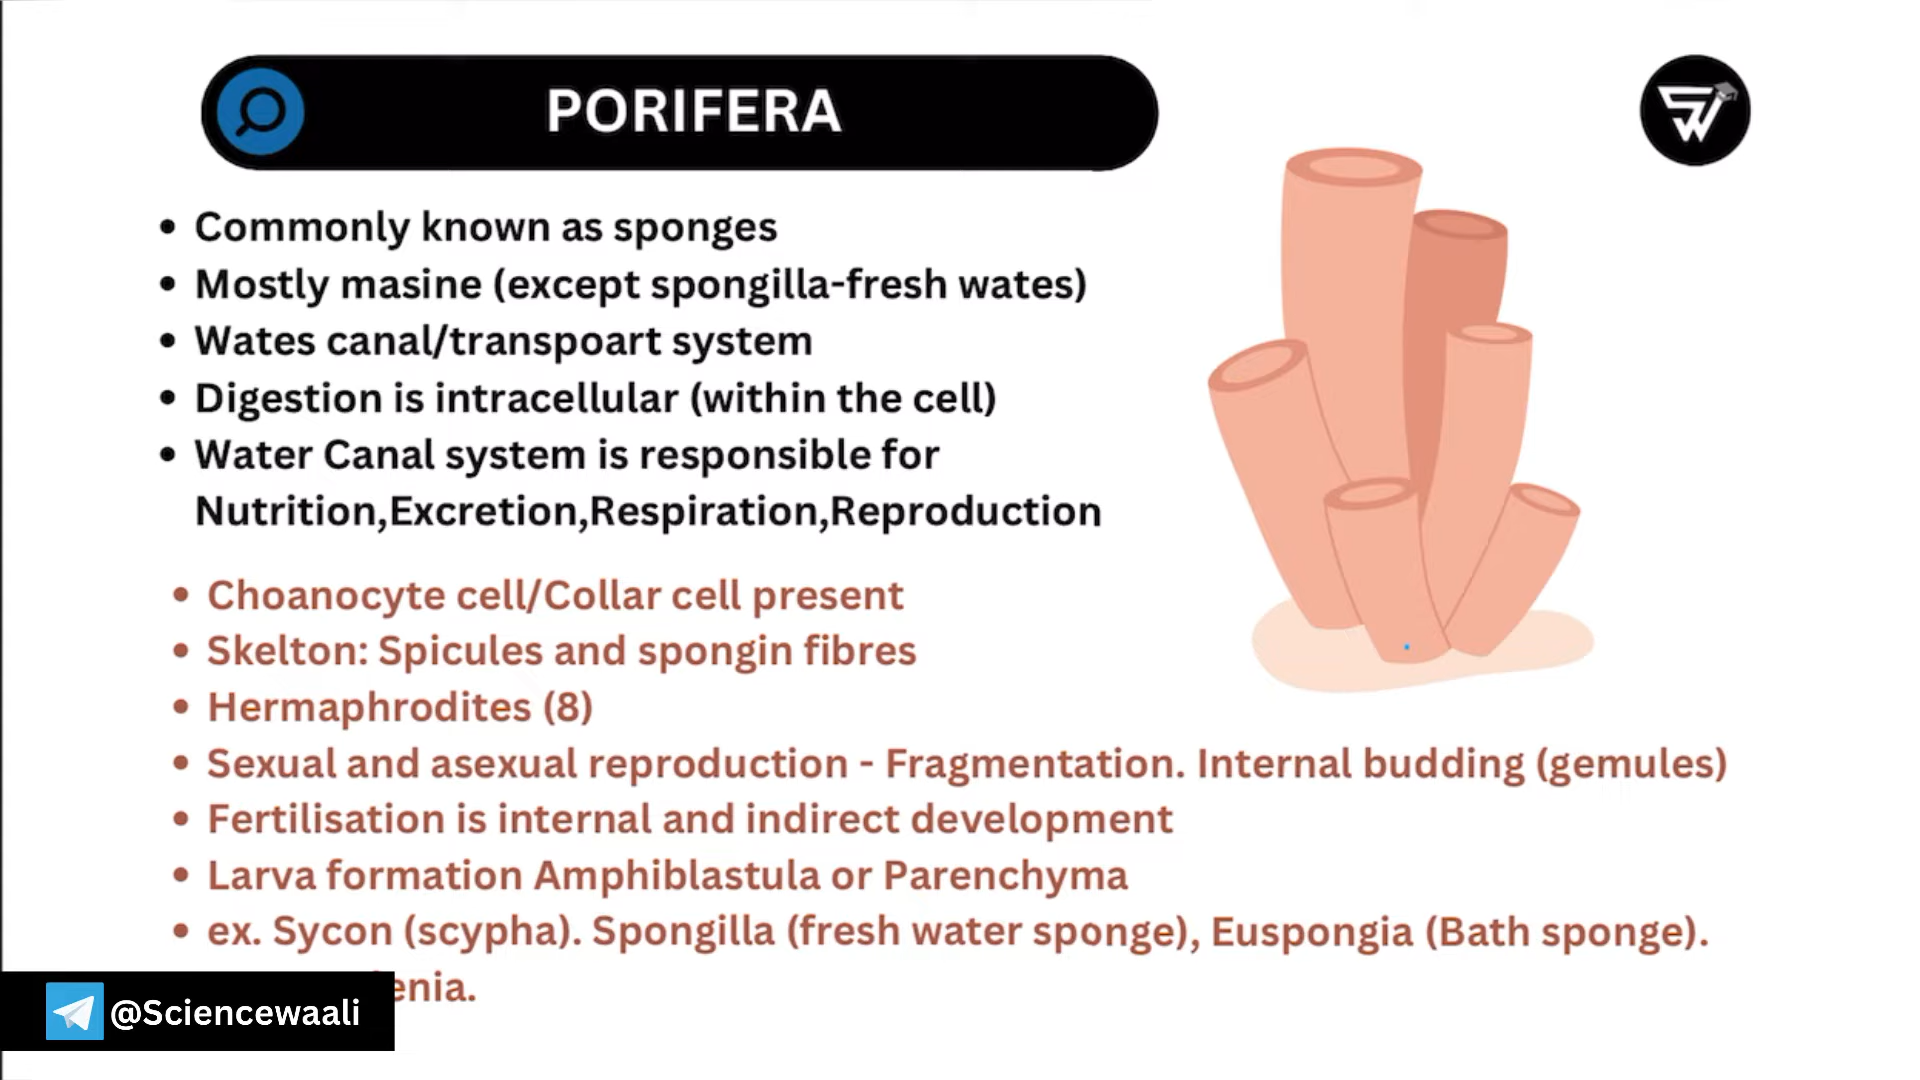 PORIFERA
• Commonly known as sponges
• Mostly masine (except spongilla-fresh wates)
• Wates canal/transpoart system
• Digestion is intracellular (within the cell)
• Water Canal system is responsible for
Nutrition,Excretion,Respiration,Reproduction
• Choanocyte cell/Collar cell present
• Skelton: Spicules and spongin fibres
• Hermaphrodites (8)
• Sexual and asexual reproduction - Fragmentation. Internal budding (gemules)
• Fertilisation is internal and indirect development
• Larva formation Amphiblastula or Parenchyma
• ex. Sycon (scypha). Spongilla (fresh water sponge), Euspongia (Bath sponge).
@Sciencewaali